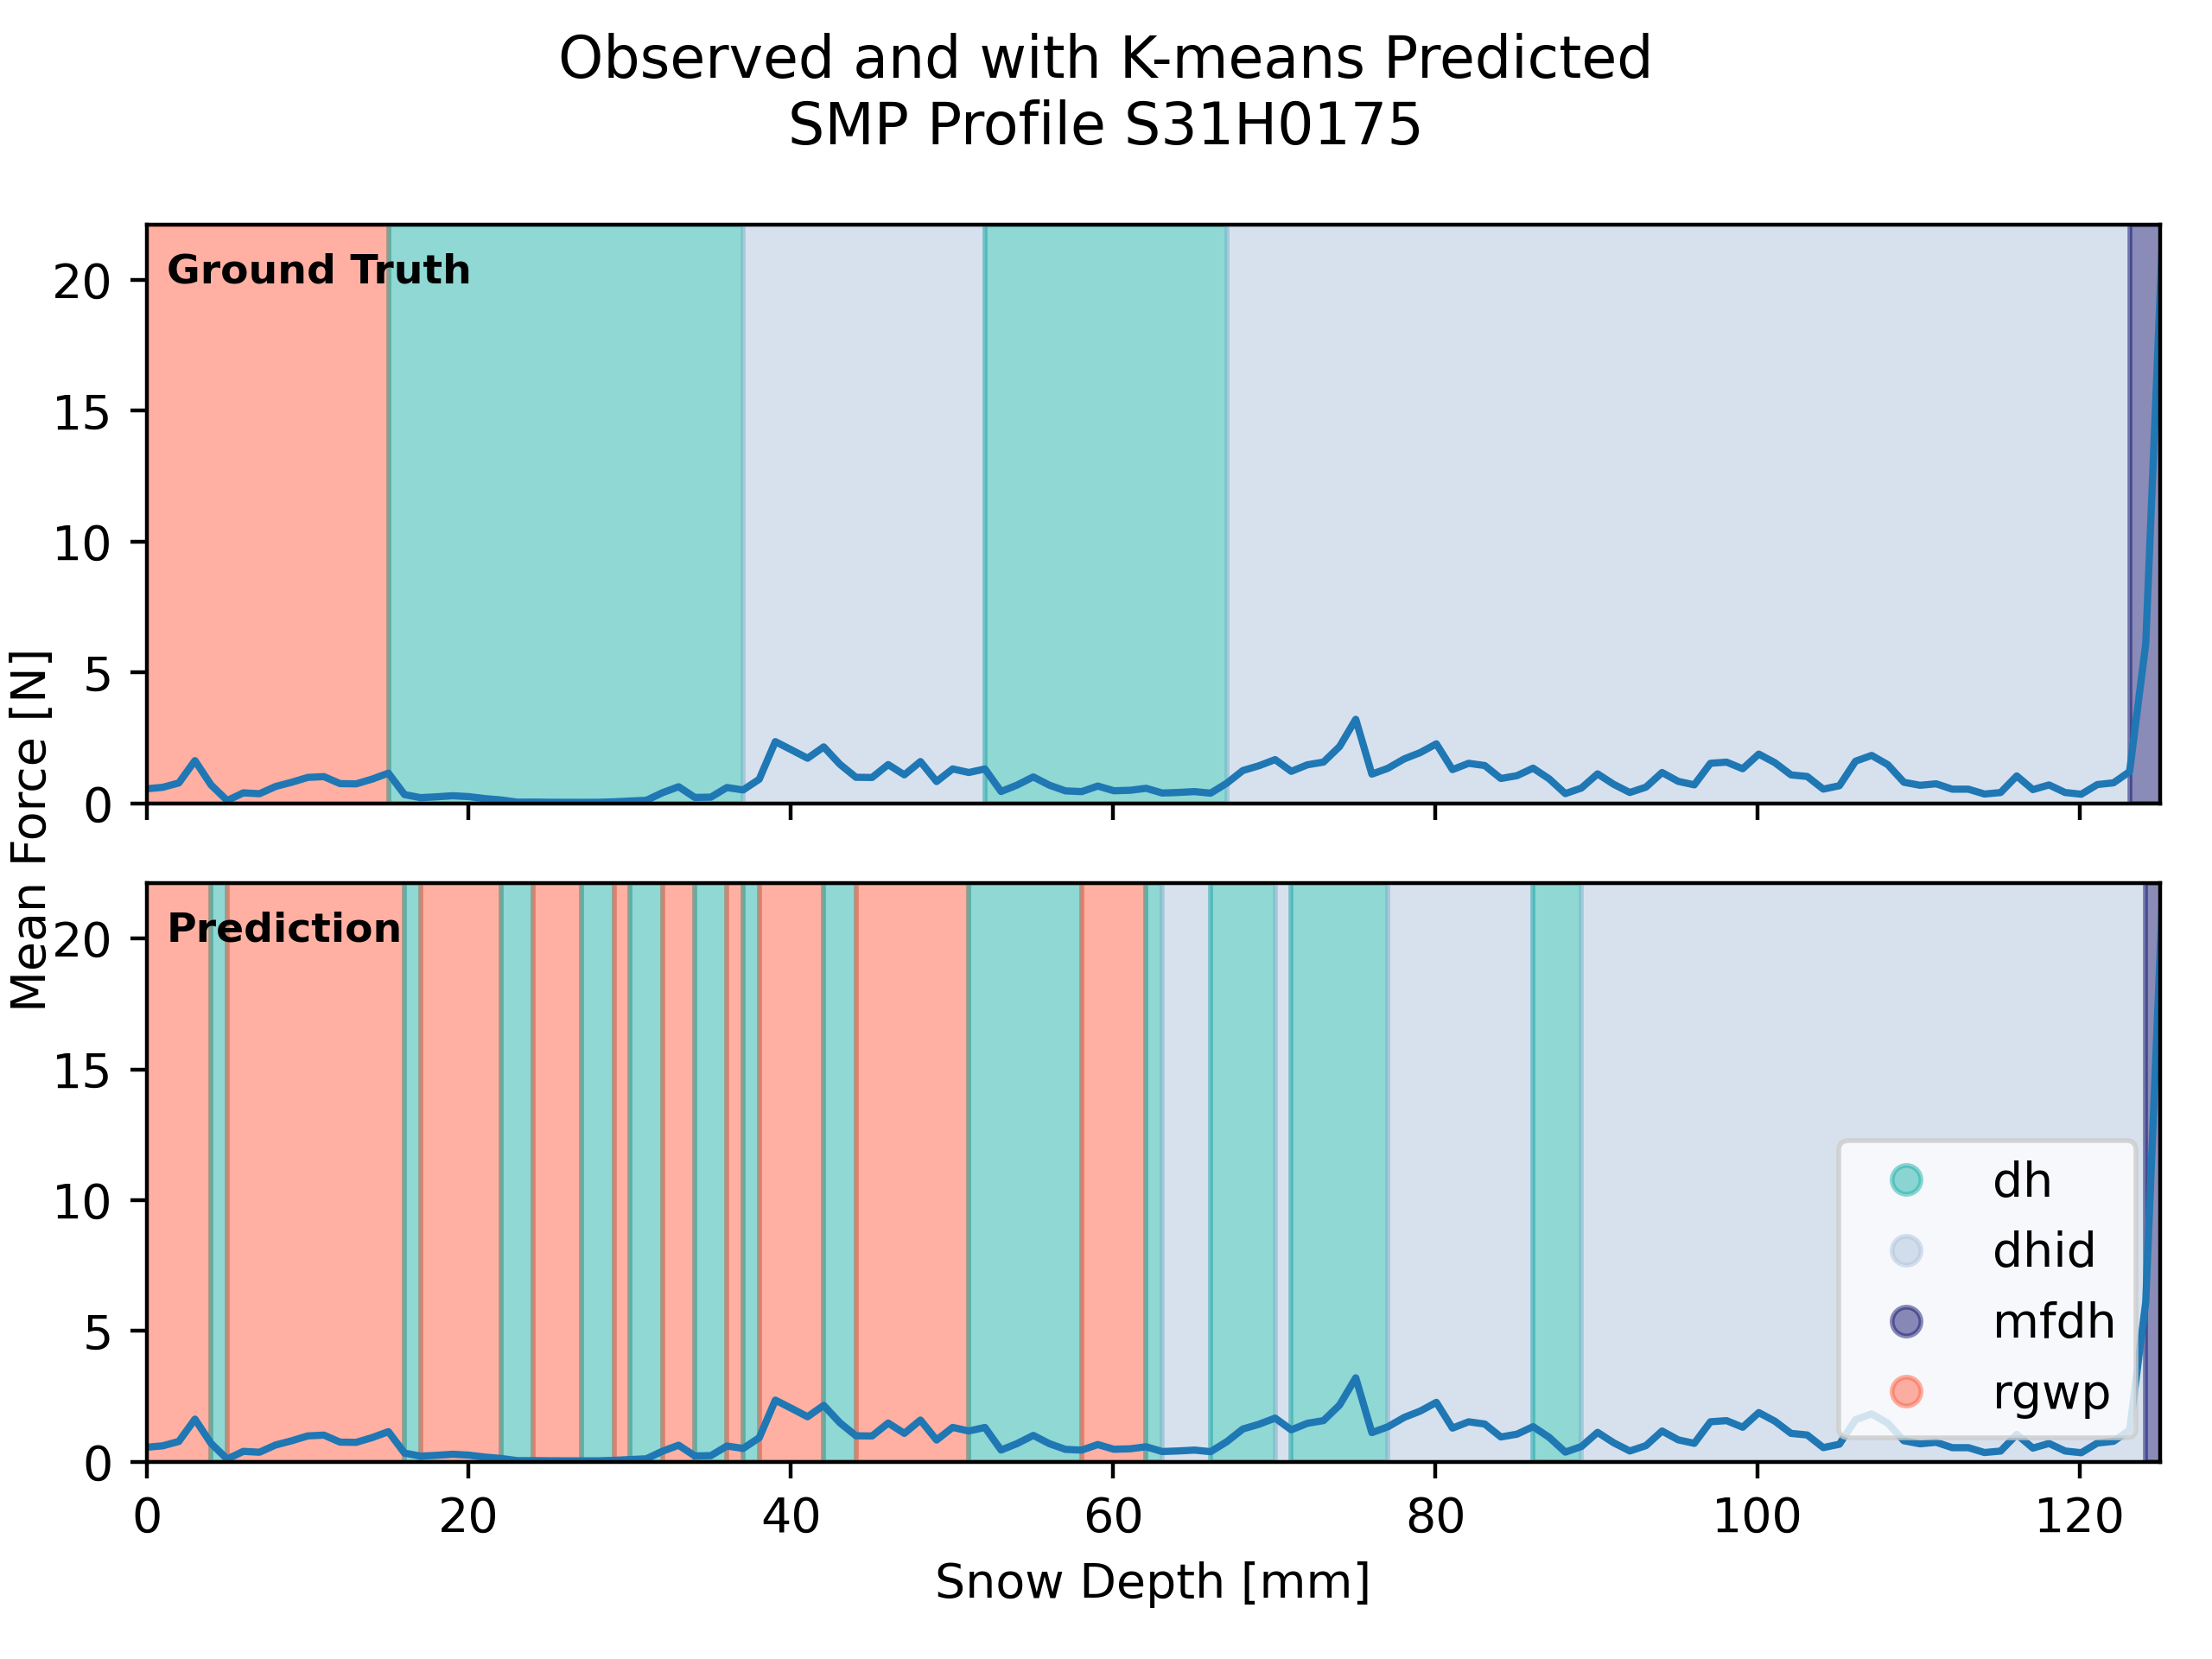 Observed and with K-means Predicted
SMP Profile S31H0175
Ground Truth
20
15
10
5
0
Mean Force [N]
Prediction
20
15
10
5
0
dh
dhid
mfdh
rgwp
0 20 40 60 80 100 120
Snow Depth [mm]